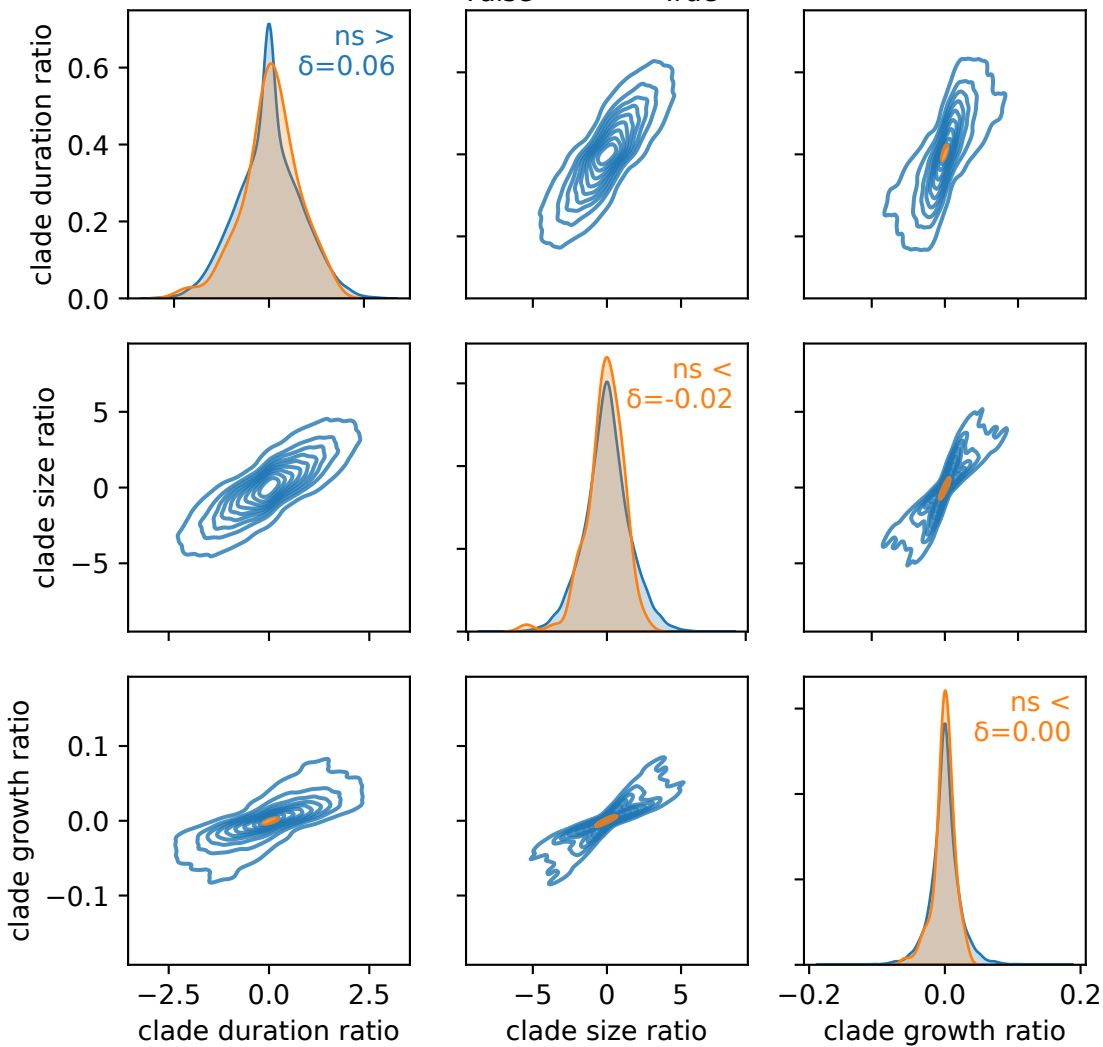 ns >
δ=0.06
clade duration ratio
0.6
0.4
0.2
0.0
ns <
δ=-0.02
clade size ratio
5
0
−5
ns <
δ=0.00
clade growth ratio
0.1
0.0
−0.1
−2.5 0.0 2.5 −5 0 5 −0.2 0.0 0.2
clade duration ratio clade size ratio clade growth ratio